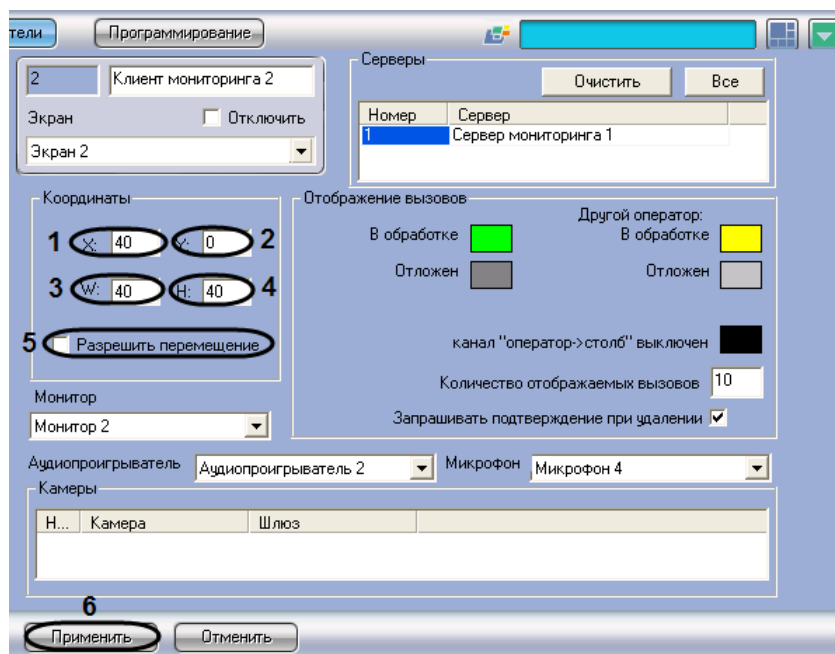 тели Программирование
2 Клиент мониторинга 2
Экран Отключить
Экран 2
Серверы
Очистить Все
Номер Сервер
1 Сервер мониторинга 1
Координаты
1 X: 40 Y: 0 2
3 W: 40 H: 40 4
5 Разрешить перемещение
Монитор
Монитор 2
Отображение вызовов
Другой оператор:
В обработке В обработке
Отложен Отложен
канал "оператор->столб" выключен
Количество отображаемых вызовов 10
Запрашивать подтверждение при удалении
Аудиопроигрыватель Аудиопроигрыватель 2 Микрофон Микрофон 4
Камеры
Н... Камера Шлюз
6
Применить Отменить